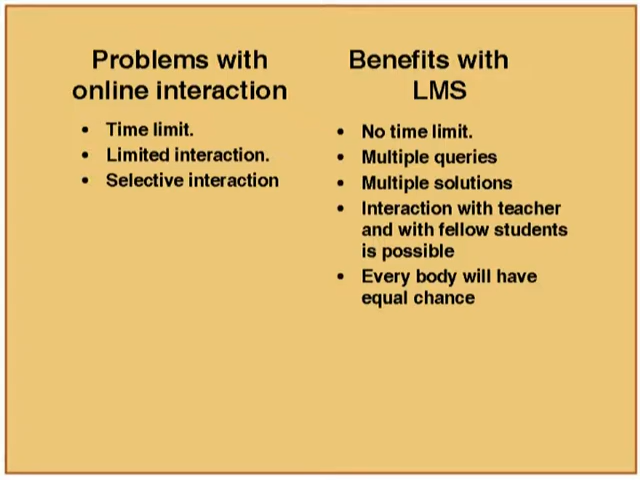 Problems with
online interaction
• Time limit.
• Limited interaction.
• Selective interaction
Benefits with
LMS
• No time limit.
• Multiple queries
• Multiple solutions
• Interaction with teacher
and with fellow students
is possible
• Every body will have
equal chance